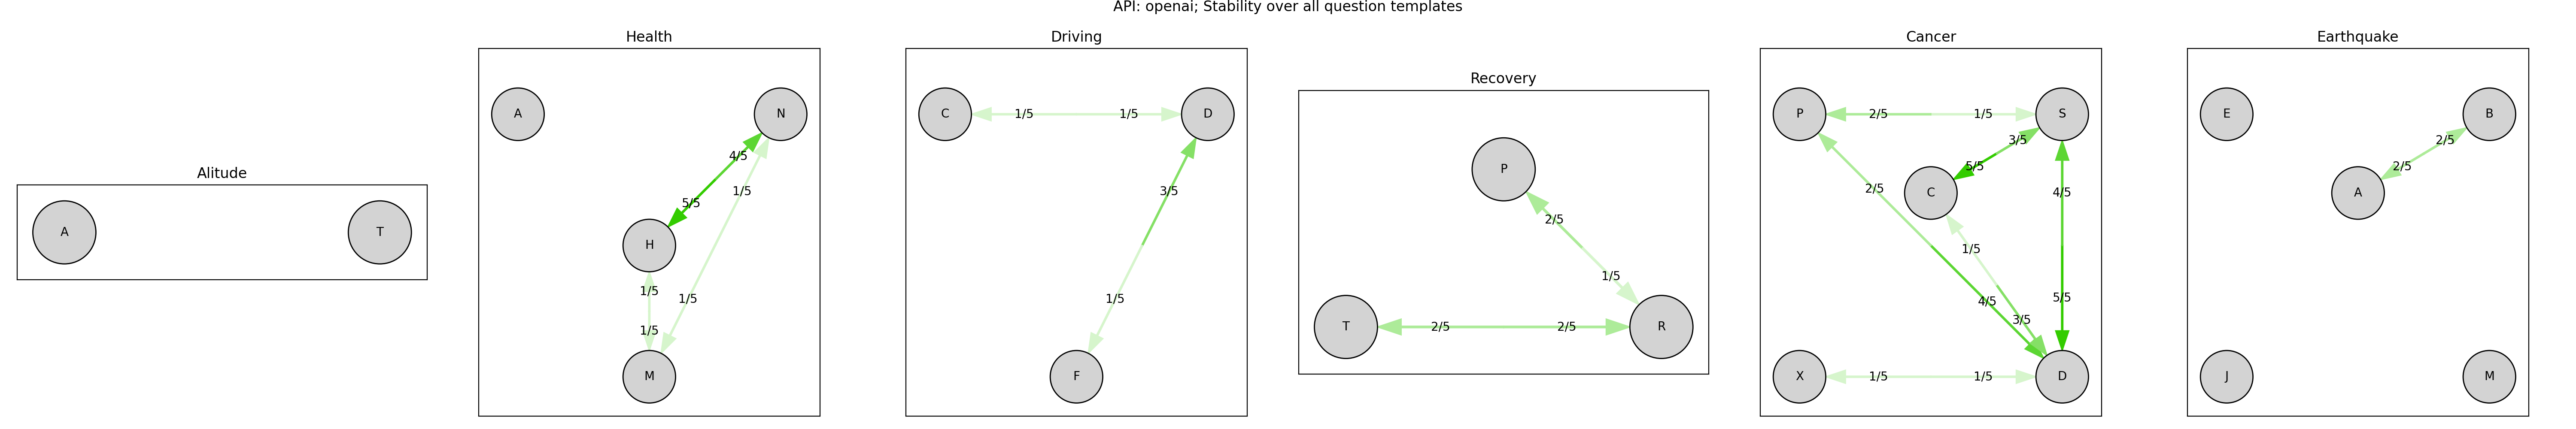 API: openai; Stability over all question templates
Alitude
A
T
Health
A
N
4/5
1/5
5/5
H
1/5
1/5
1/5
M
Driving
C
1/5
1/5
D
3/5
1/5
F
Recovery
P
2/5
1/5
T
2/5
2/5
R
Cancer
P
2/5
1/5
S
3/5
5/5
2/5
C
4/5
1/5
4/5
5/5
3/5
X
1/5
1/5
D
Earthquake
E
B
2/5
2/5
A
J
M